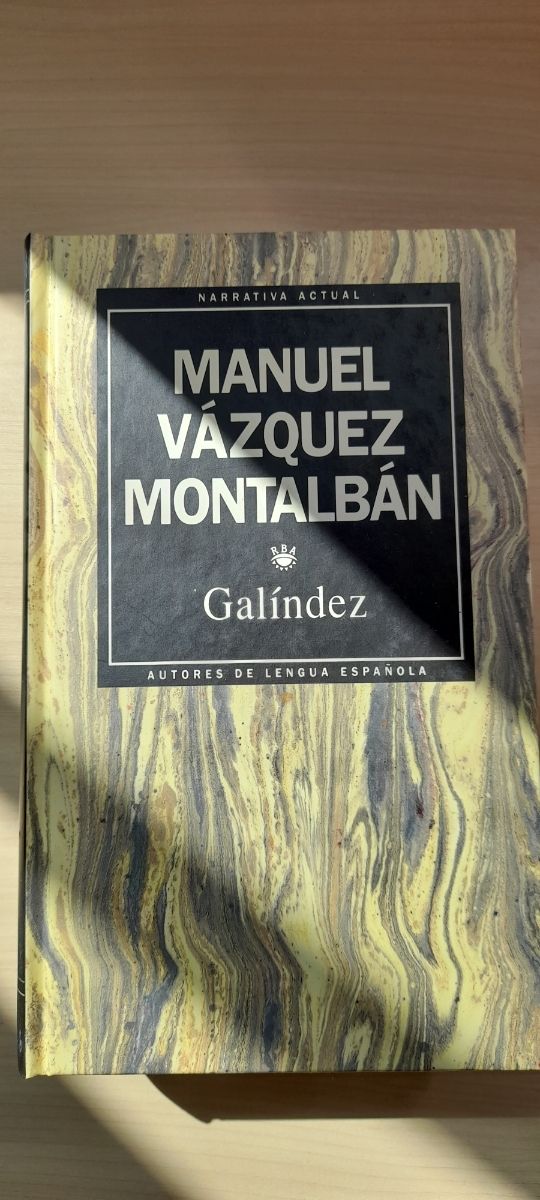 NARRATIVA ACTUAL
MANUEL
VÁZQUEZ
MONTALBÁN
RBA
Galíndez
AUTORES DE LENGUA ESPAÑOLA